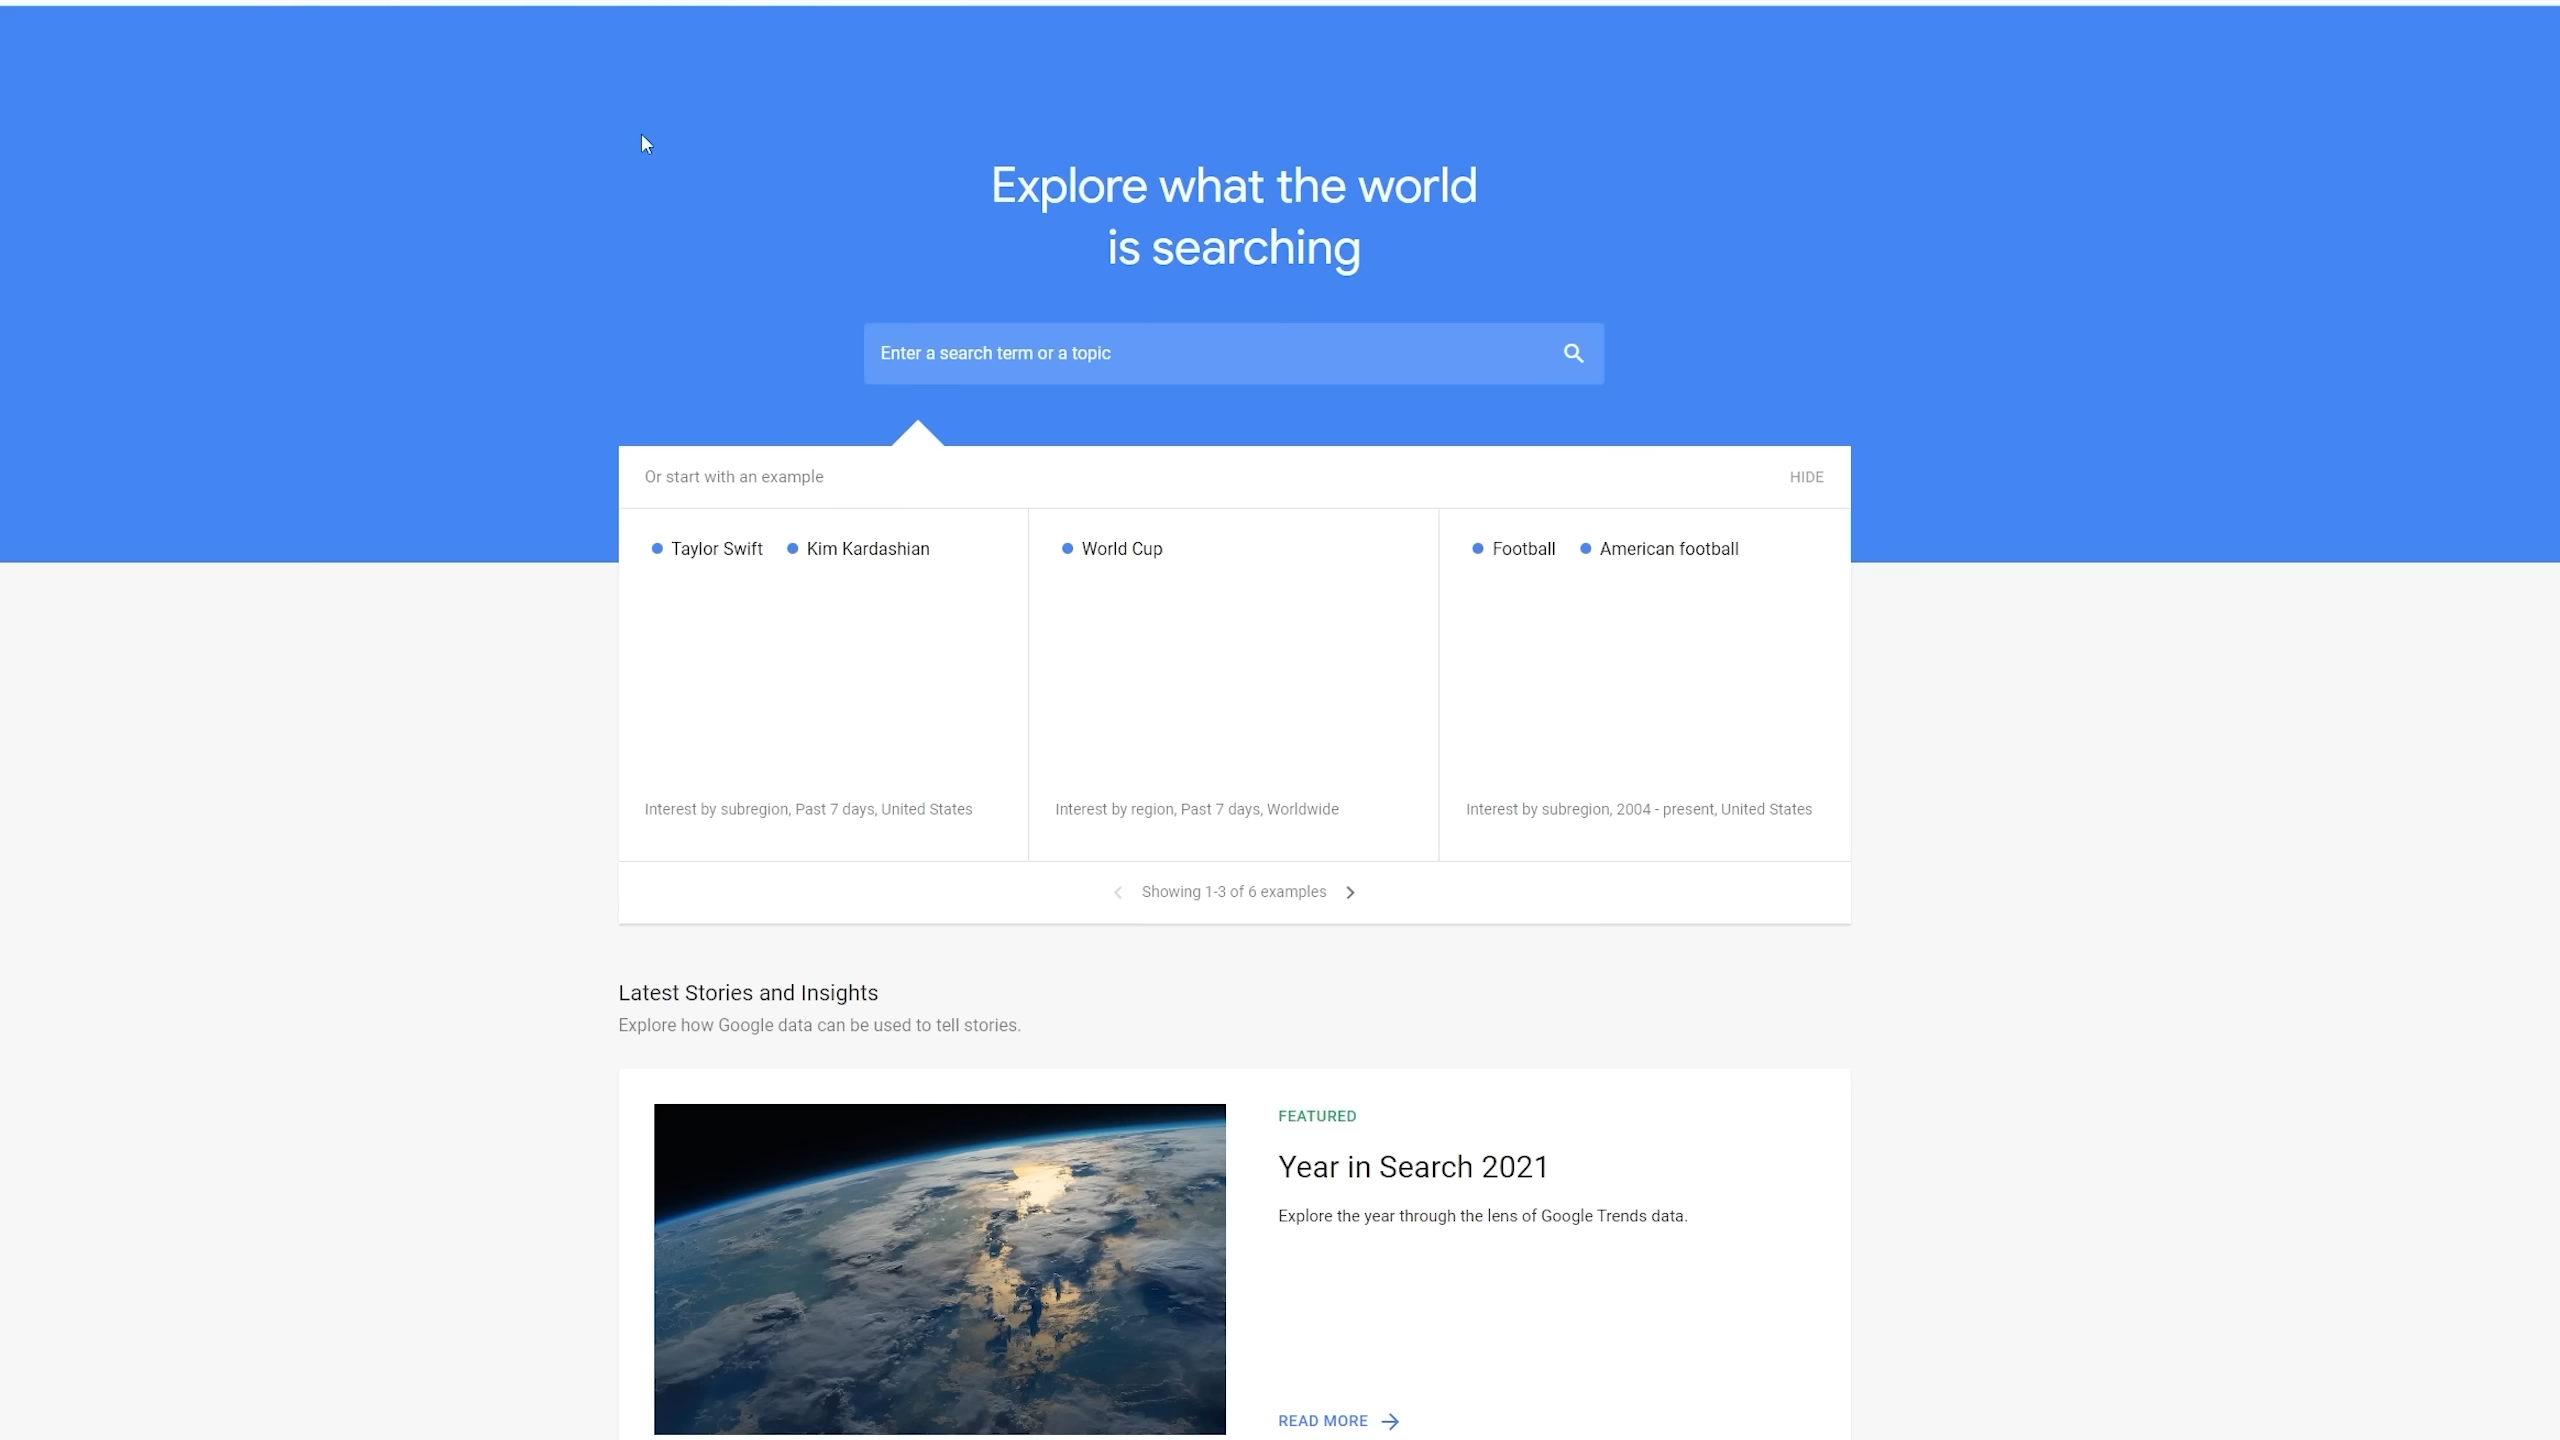 Explore what the world
is searching
Enter a search term or a topic
Or start with an example
HIDE
Taylor Swift Kim Kardashian
World Cup
Football American football
Interest by subregion, Past 7 days, United States
Interest by region, Past 7 days, Worldwide
Interest by subregion, 2004 - present, United States
Showing 1-3 of 6 examples
Latest Stories and Insights
Explore how Google data can be used to tell stories.
FEATURED
Year in Search 2021
Explore the year through the lens of Google Trends data.
READ MORE